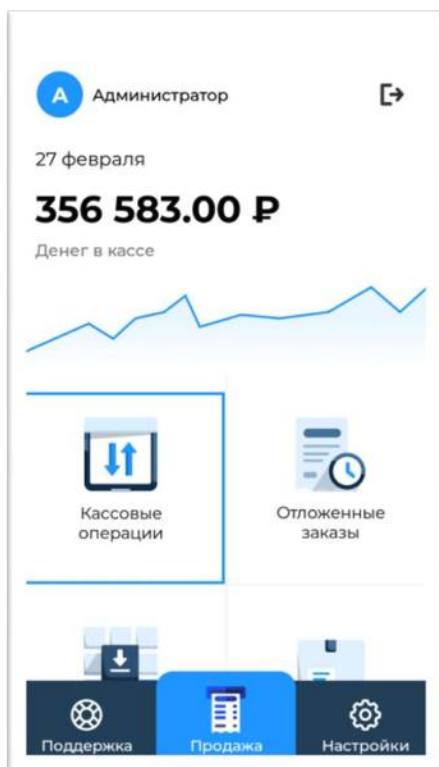 А Администратор
27 февраля
356 583.00 ₽
Денег в кассе
Кассовые
операции
Отложенные
заказы
Поддержка
Продажа
Настройки